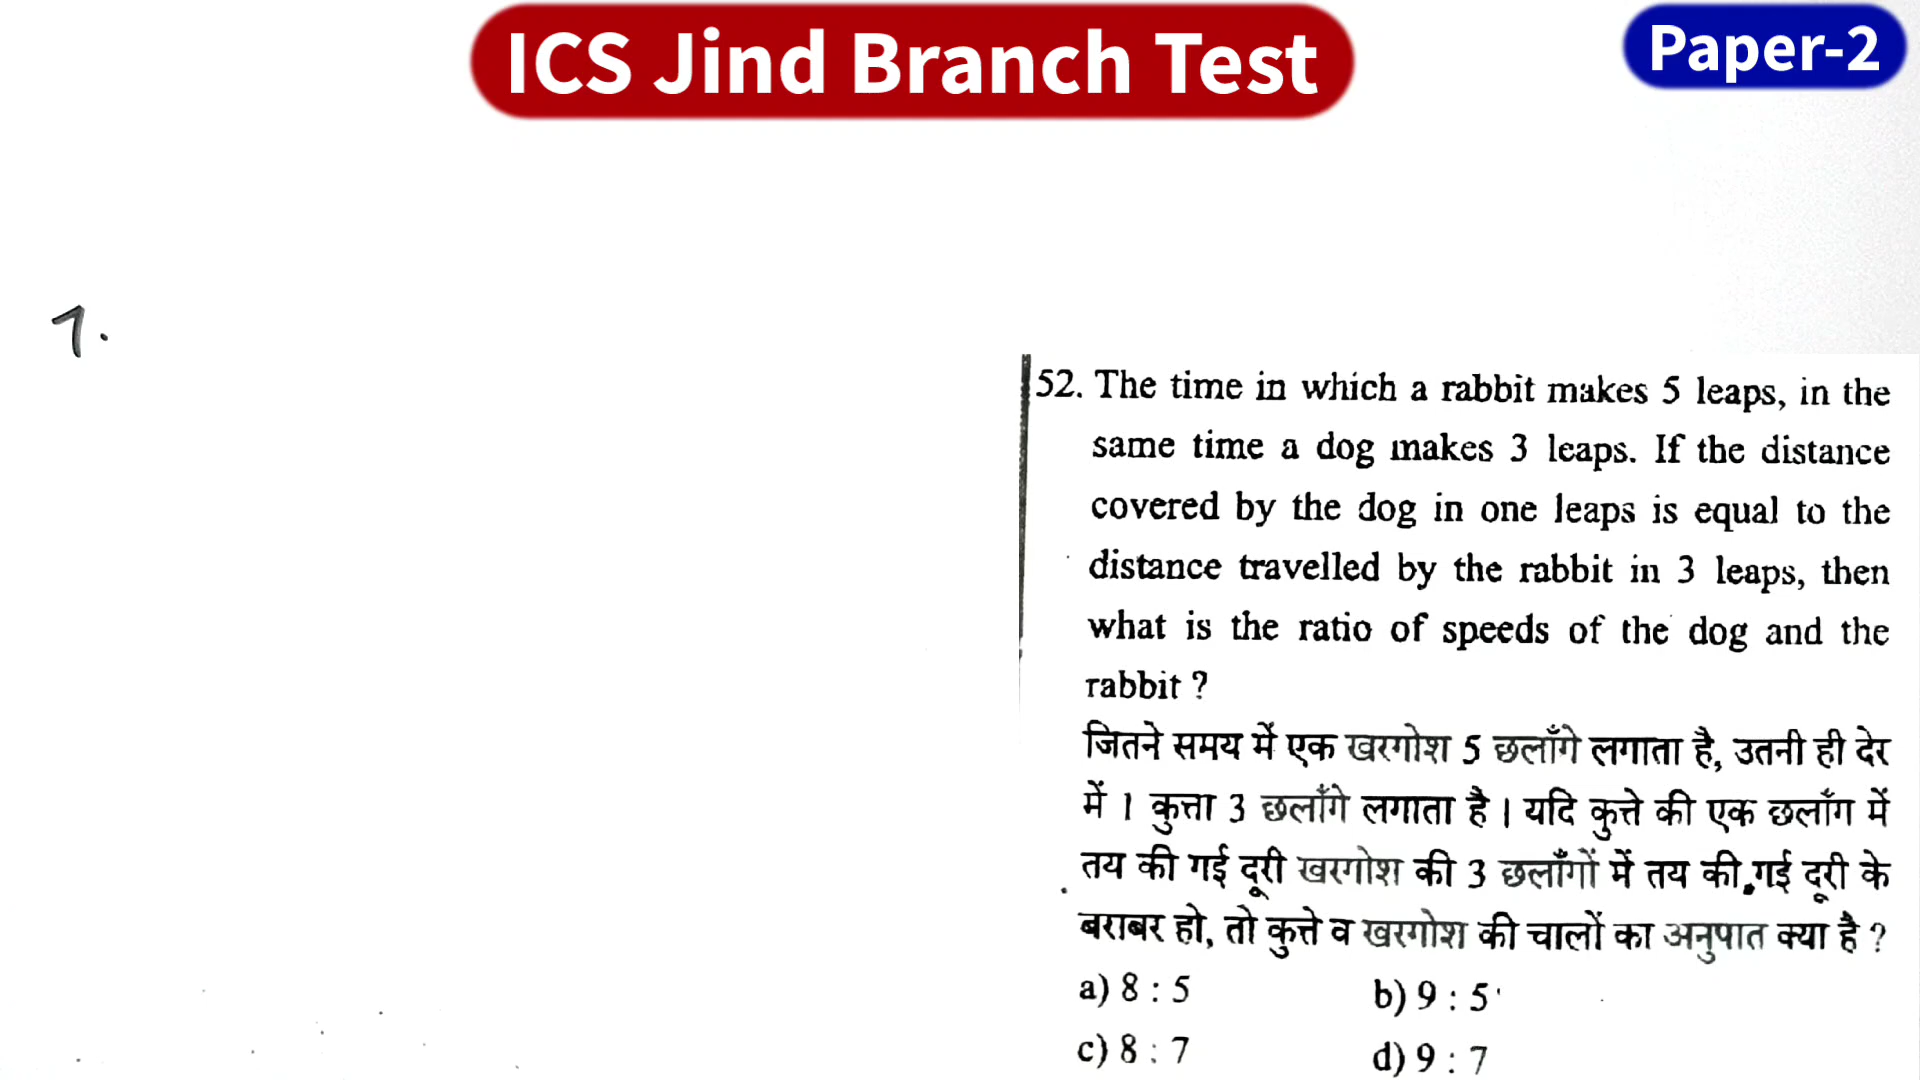 ICS Jind Branch Test
Paper-2
1.
52. The time in which a rabbit makes 5 leaps, in the
same time a dog makes 3 leaps. If the distance
covered by the dog in one leaps is equal to the
distance travelled by the rabbit in 3 leaps, then
what is the ratio of speeds of the dog and the
rabbit ?
जितने समय में एक खरगोश 5 छलाँगे लगाता है, उतनी ही देर
में । कुत्ता 3 छलाँगे लगाता है । यदि कुत्ते की एक छलाँग में
तय की गई दूरी खरगोश की 3 छलाँगों में तय की गई दूरी के
बराबर हो, तो कुत्ते व खरगोश की चालों का अनुपात क्या है ?
a) 8 : 5 b) 9 : 5
c) 8 : 7 d) 9 : 7